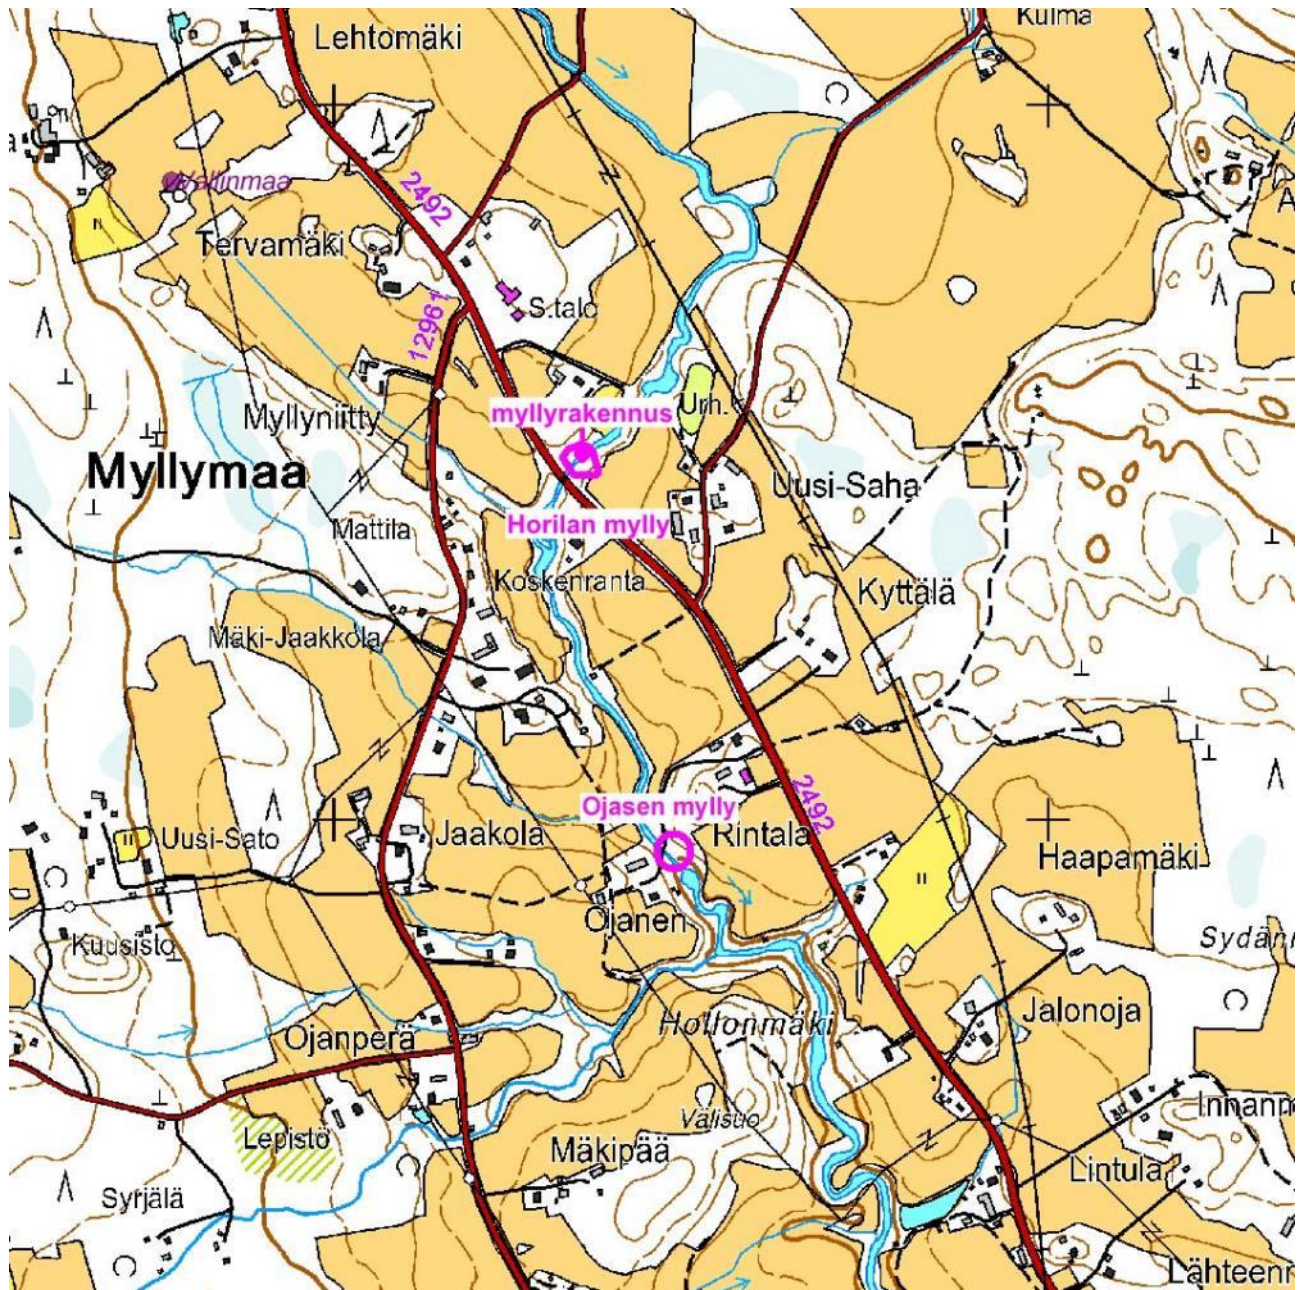 Kulma
Lehtomäki
Vallinmaa
2492
Tervamäki
S.talo
12961
Myllyniitty
myllyrakennus
Urh.
Myllymaa
Uusi-Saha
Mattila
Horilan mylly
Koskenranta
Kyttälä
Mäki-Jaakkola
2492
Ojasen mylly
Uusi-Sato
Jaakola
Rintala
Haapamäki
Ojanen
Kuusisto
Hollonmäki
Jalonoja
Ojanperä
Välisuo
Lepistö
Mäkipää
Lintula
Syrjälä